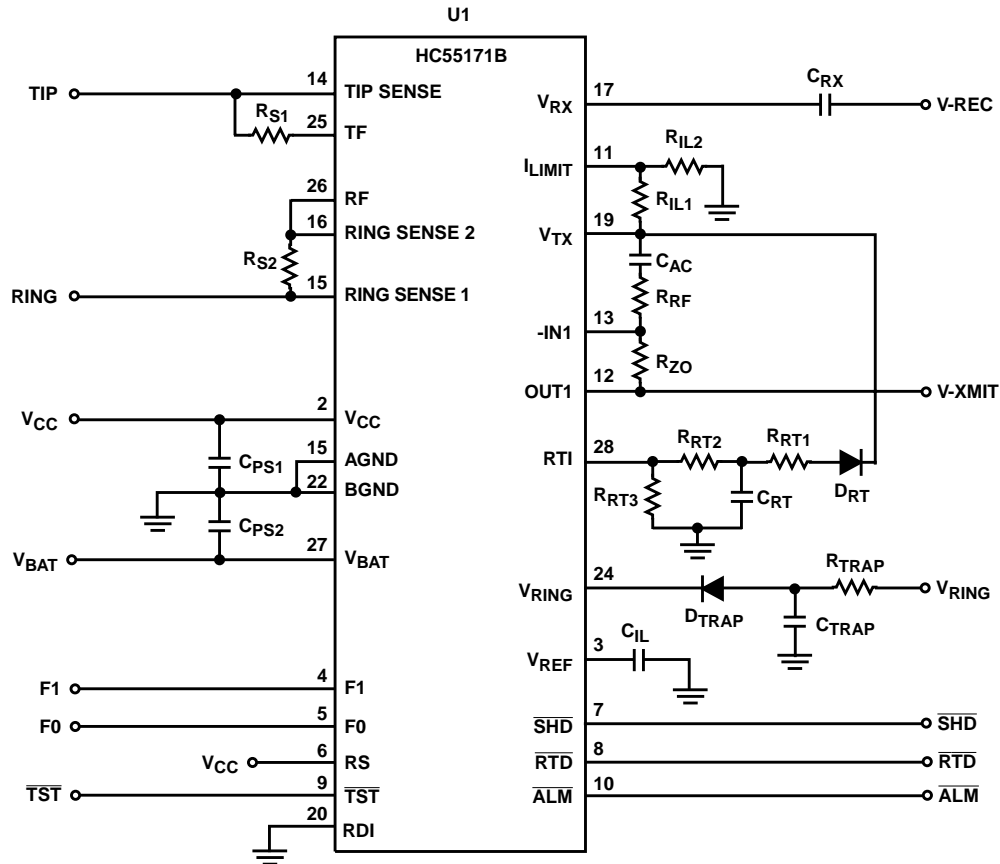 U1
HC55171B
TIP
14
TIP SENSE
RS1
25
TF
26
RF
16
RING SENSE 2
RS2
15
RING
RING SENSE 1
2
VCC
VCC
CPS1
15
AGND
22
BGND
CPS2
27
VBAT
VBAT
4
F1
F1
5
F0
F0
6
VCC
RS
9
TST
TST
20
RDI
VRX
17
CRX
V-REC
ILIMIT
11
RIL2
RIL1
VTX
19
CAC
RRF
-IN1
13
RZO
OUT1
12
V-XMIT
RTI
28
RRT2
RRT1
DRT
RRT3
CRT
VRING
24
DTRAP
RTRAP
VRING
CTRAP
VREF
3
CIL
SHD
7
SHD
RTD
8
RTD
ALM
10
ALM